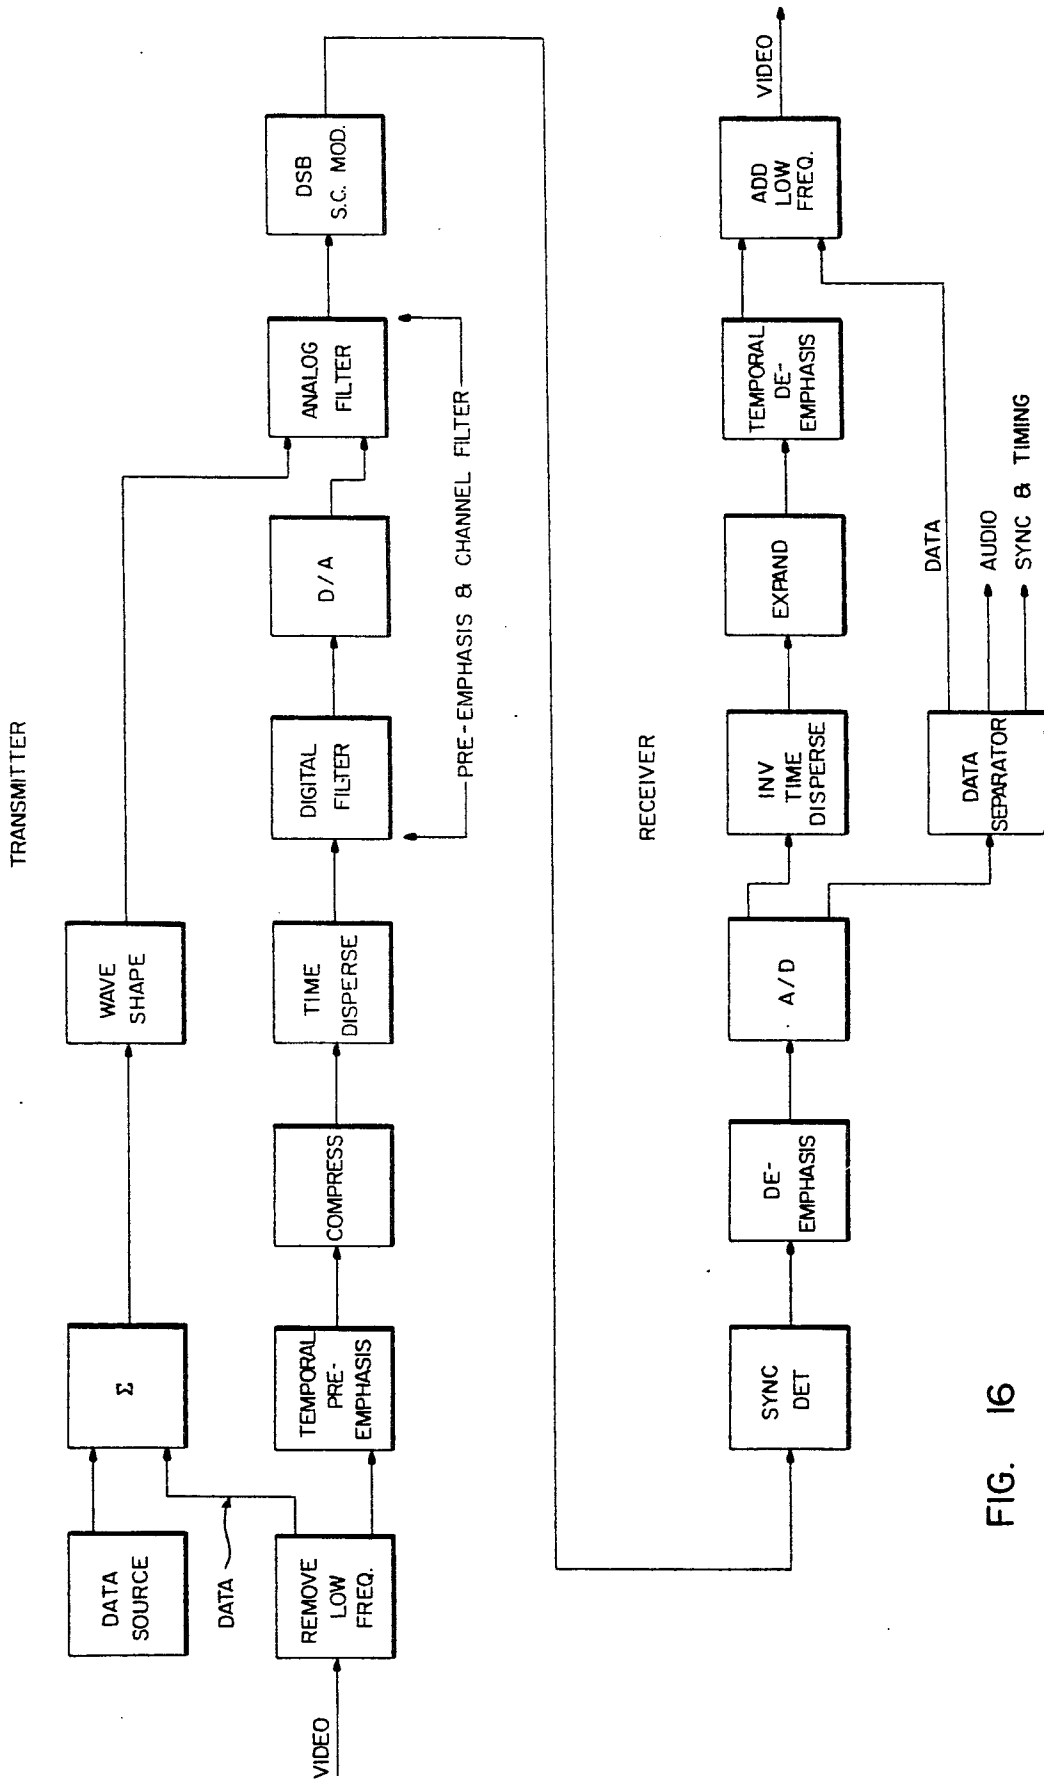 TRANSMITTER
DATA
SOURCE
Σ
WAVE
SHAPE
DATA
VIDEO
REMOVE
LOW
FREQ.
TEMPORAL
PRE-
EMPHASIS
COMPRESS
TIME
DISPERSE
DIGITAL
FILTER
D/A
ANALOG
FILTER
DSB
S.C. MOD.
PRE-EMPHASIS & CHANNEL FILTER
RECEIVER
SYNC
DET
DE-
EMPHASIS
A/D
INV
TIME
DISPERSE
EXPAND
TEMPORAL
DE-
EMPHASIS
ADD
LOW
FREQ.
VIDEO
DATA
DATA
SEPARATOR
AUDIO
SYNC & TIMING
FIG. 16